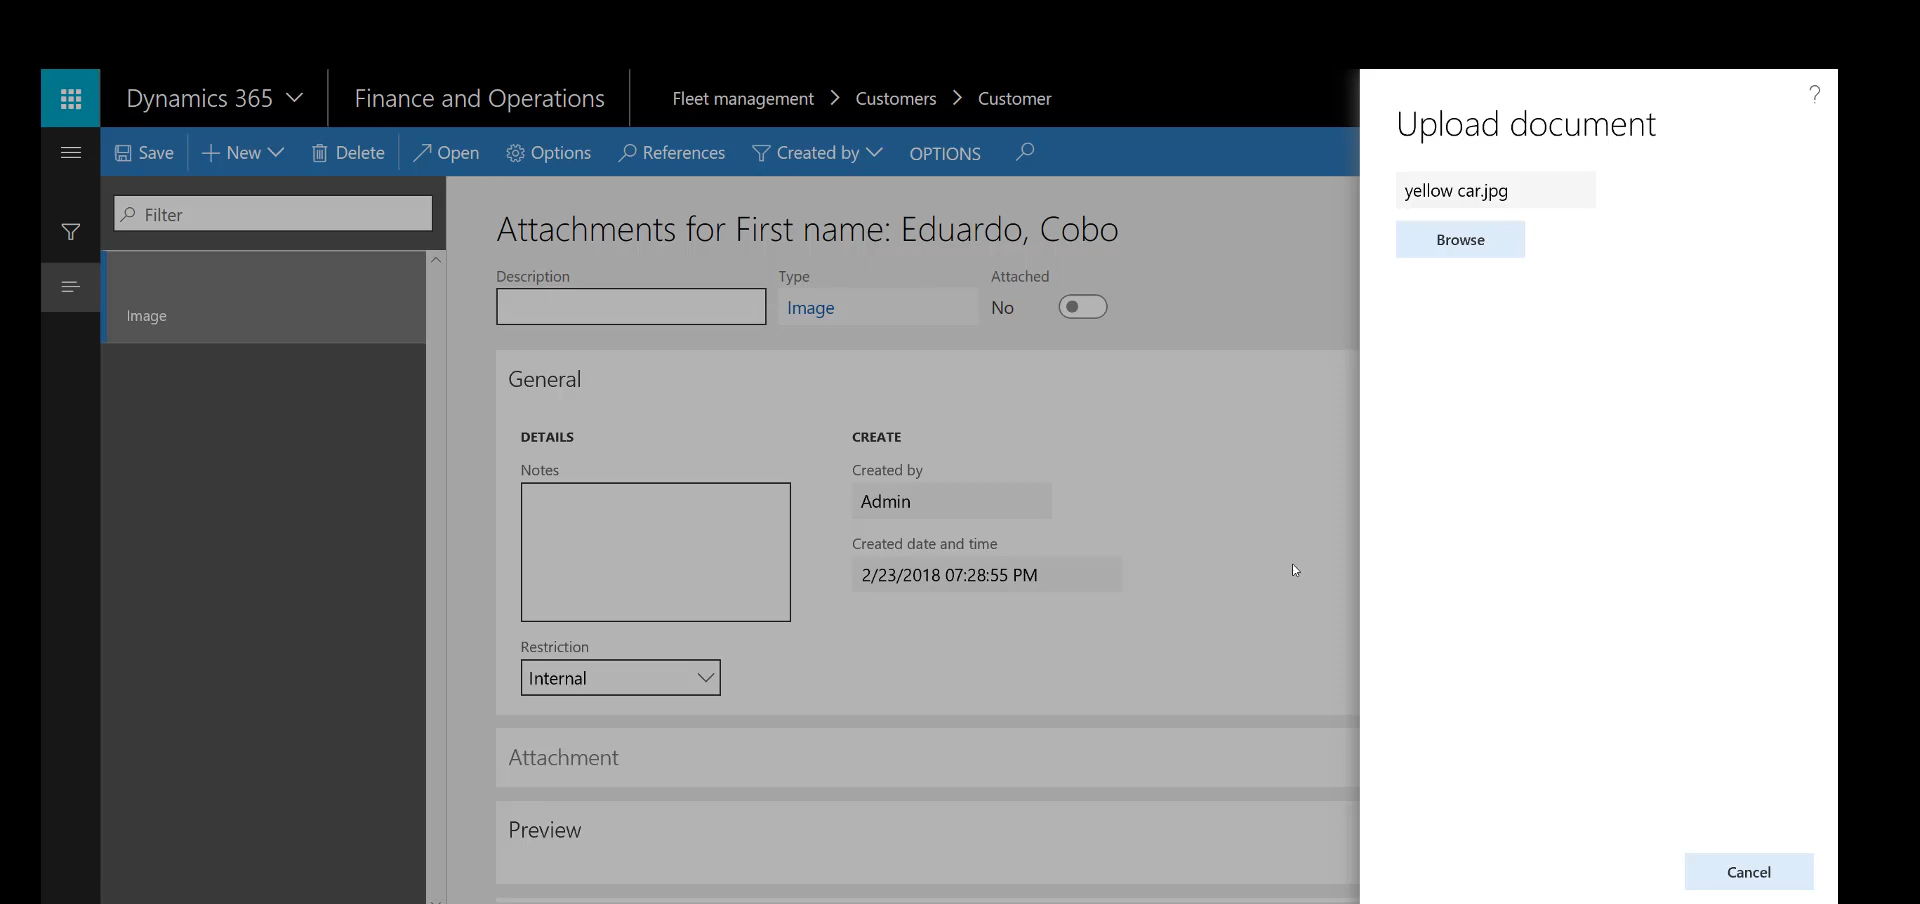 Dynamics 365
Finance and Operations
Fleet management > Customers > Customer
?
Upload document
Save
New
Delete
Open
Options
References
Created by
OPTIONS
yellow car.jpg
Browse
Filter
Image
Attachments for First name: Eduardo, Cobo
Description
Type
Attached
Image
No
General
DETAILS
CREATE
Notes
Created by
Admin
Created date and time
2/23/2018 07:28:55 PM
Restriction
Internal
Attachment
Preview
Cancel